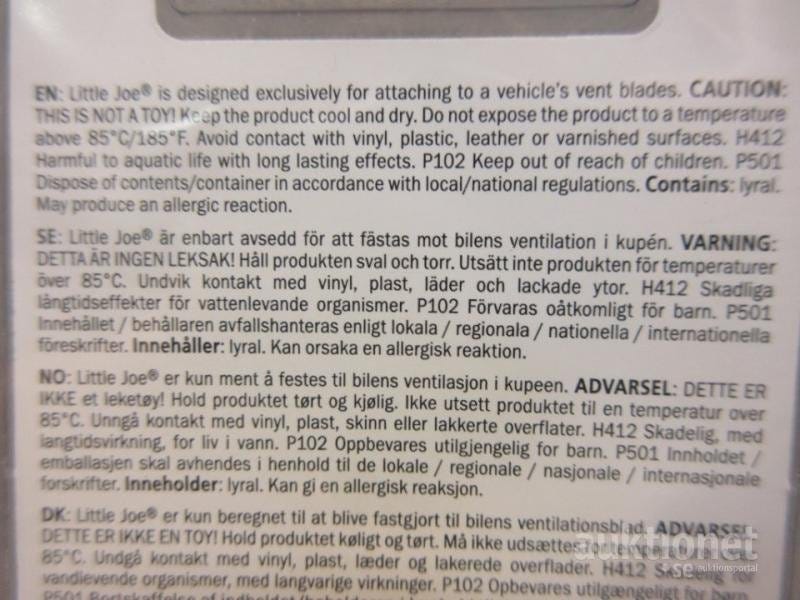 EN: Little Joe® is designed exclusively for attaching to a vehicle's vent blades. CAUTION:
THIS IS NOT A TOY! Keep the product cool and dry. Do not expose the product to a temperature
above 85°C/185°F. Avoid contact with vinyl, plastic, leather or varnished surfaces. H412
Harmful to aquatic life with long lasting effects. P102 Keep out of reach of children. P501
Dispose of contents/container in accordance with local/national regulations. Contains: lyral.
May produce an allergic reaction.
SE: Little Joe® är enbart avsedd för att fästas mot bilens ventilation i kupén. VARNING:
DETTA ÄR INGEN LEKSAK! Håll produkten sval och torr. Utsätt inte produkten för temperaturer
över 85°C. Undvik kontakt med vinyl, plast, läder och lackade ytor. H412 Skadliga
långtidseffekter för vattenlevande organismer. P102 Förvaras oåtkomligt för barn. P501
Innehållet / behållaren avfallshanteras enligt lokala / regionala / nationella / internationella
föreskrifter. Innehåller: lyral. Kan orsaka en allergisk reaktion.
NO: Little Joe® er kun ment å festes til bilens ventilasjon i kupeen. ADVARSEL: DETTE ER
IKKE et leketøy! Hold produktet tørt og kjølig. Ikke utsett produktet til en temperatur over
85°C. Unngå kontakt med vinyl, plast, skinn eller lakkerte overflater. H412 Skadelig, med
langtidsvirkning, for liv i vann. P102 Oppbevares utilgjengelig for barn. P501 Innholdet /
emballasjen skal avhendes i henhold til de lokale / regionale / nasjonale / internasjonale
forskrifter. Inneholder: lyral. Kan gi en allergisk reaksjon.
DK: Little Joe® er kun beregnet til at blive fastgjort til bilens ventilationsblad. ADVARSEL:
DETTE ER IKKE EN TOY! Hold produktet køligt og tørt. Må ikke udsættes for temper
85°C. Undgå kontakt med vinyl, plast, læder og lakerede overflader. H412 Skadelig for
vandlevende organismer, med langvarige virkninger. P102 Opbevares utilgængeligt for barn.
P501 Bortskaffelse af indholdet
auktionet
.se auktionsportal